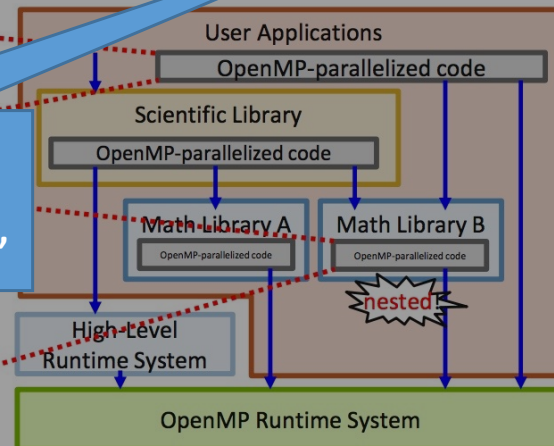 User Applications
OpenMP-parallelized code
Scientific Library
OpenMP-parallelized code
,
Math Library A
OpenMP-parallelized code
Math Library B
OpenMP-parallelized code
nested!
High-Level
Runtime System
OpenMP Runtime System